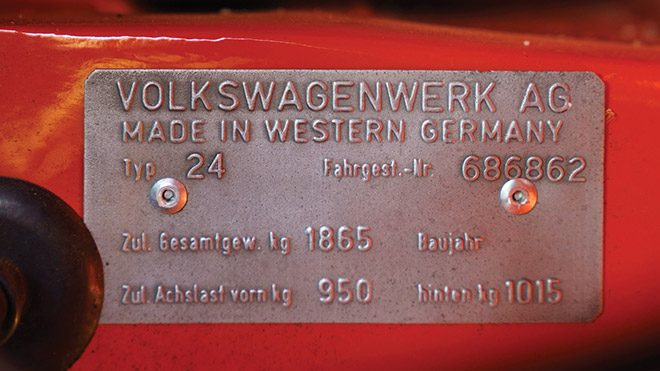 VOLKSWAGENWERK AG
MADE IN WESTERN GERMANY
Typ 24 Fahrgest.-Nr. 686862
Zul. Gesamtgew. kg 1865 Baujahr
Zul. Achslast vorn kg 950 hinten kg 1015